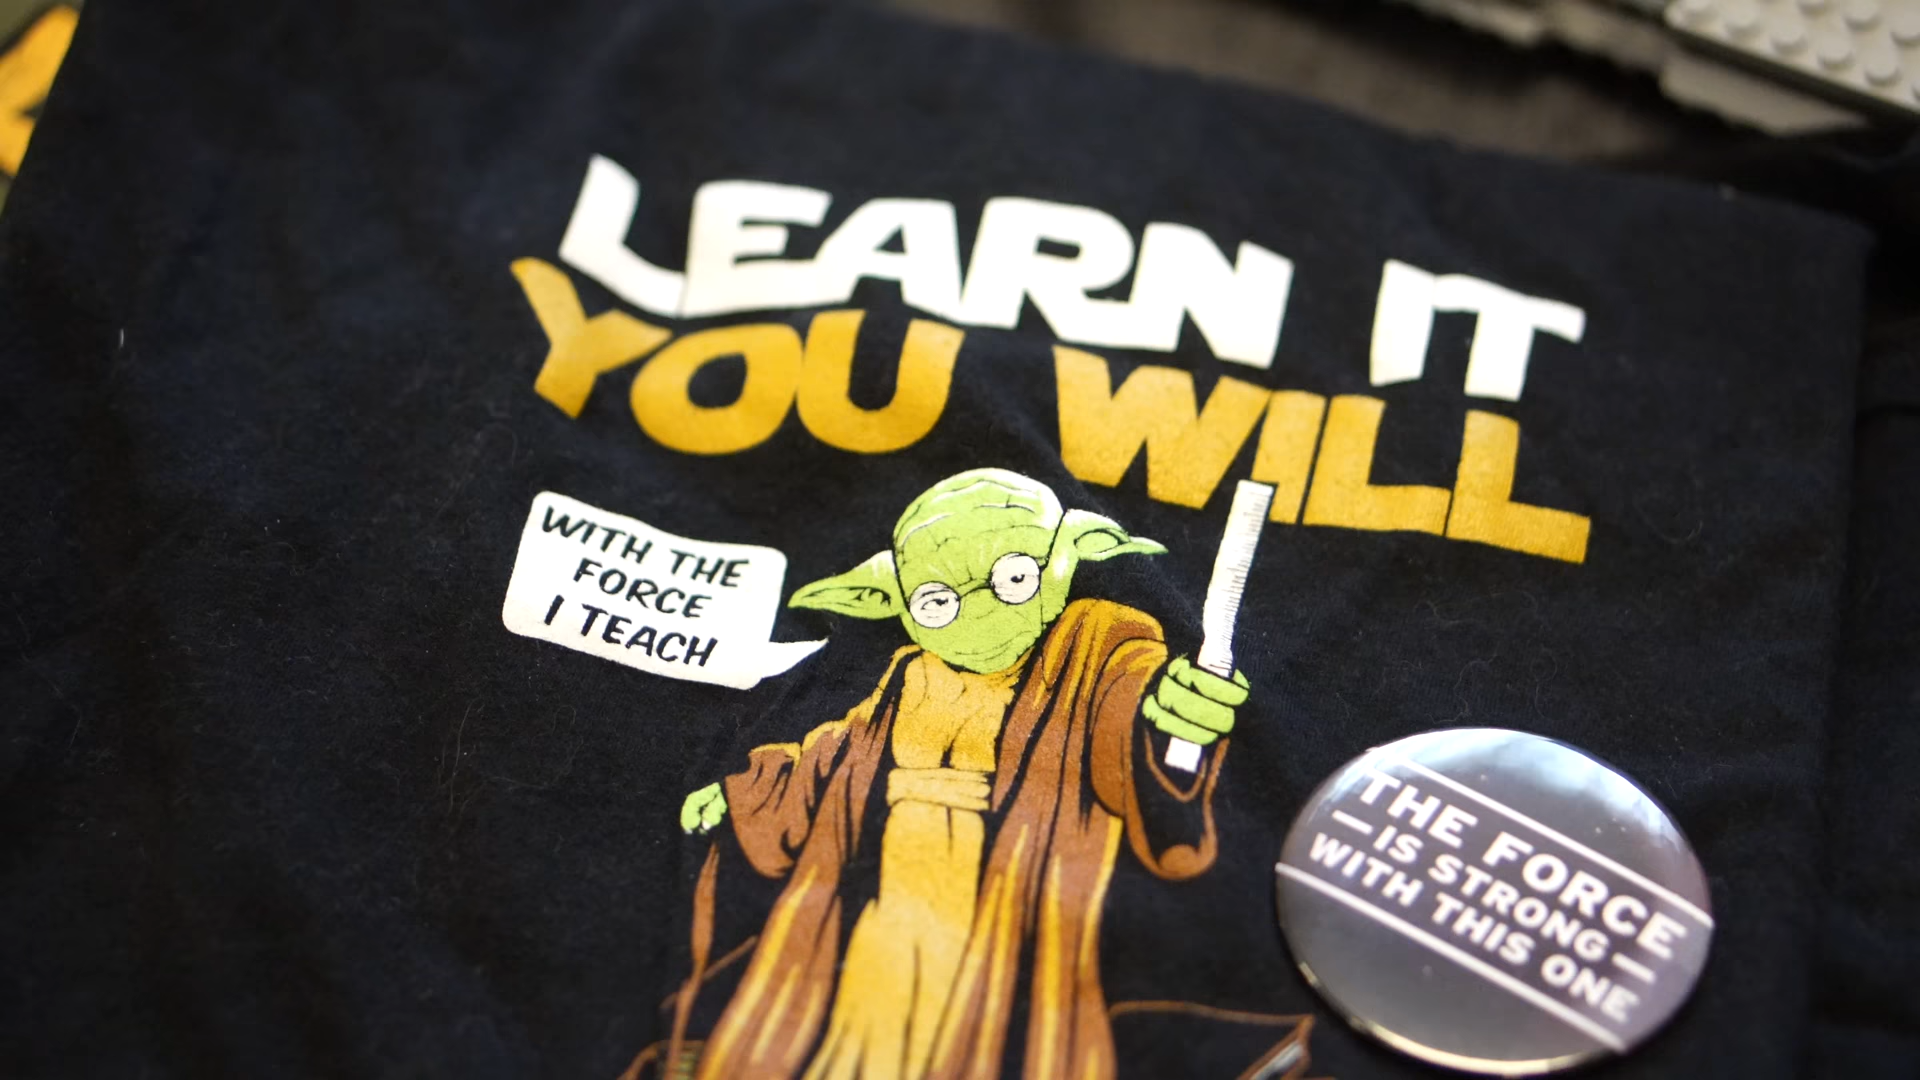 LEARN IT
YOU WILL
WITH THE
FORCE
I TEACH
THE FORCE
—IS STRONG—
WITH THIS ONE